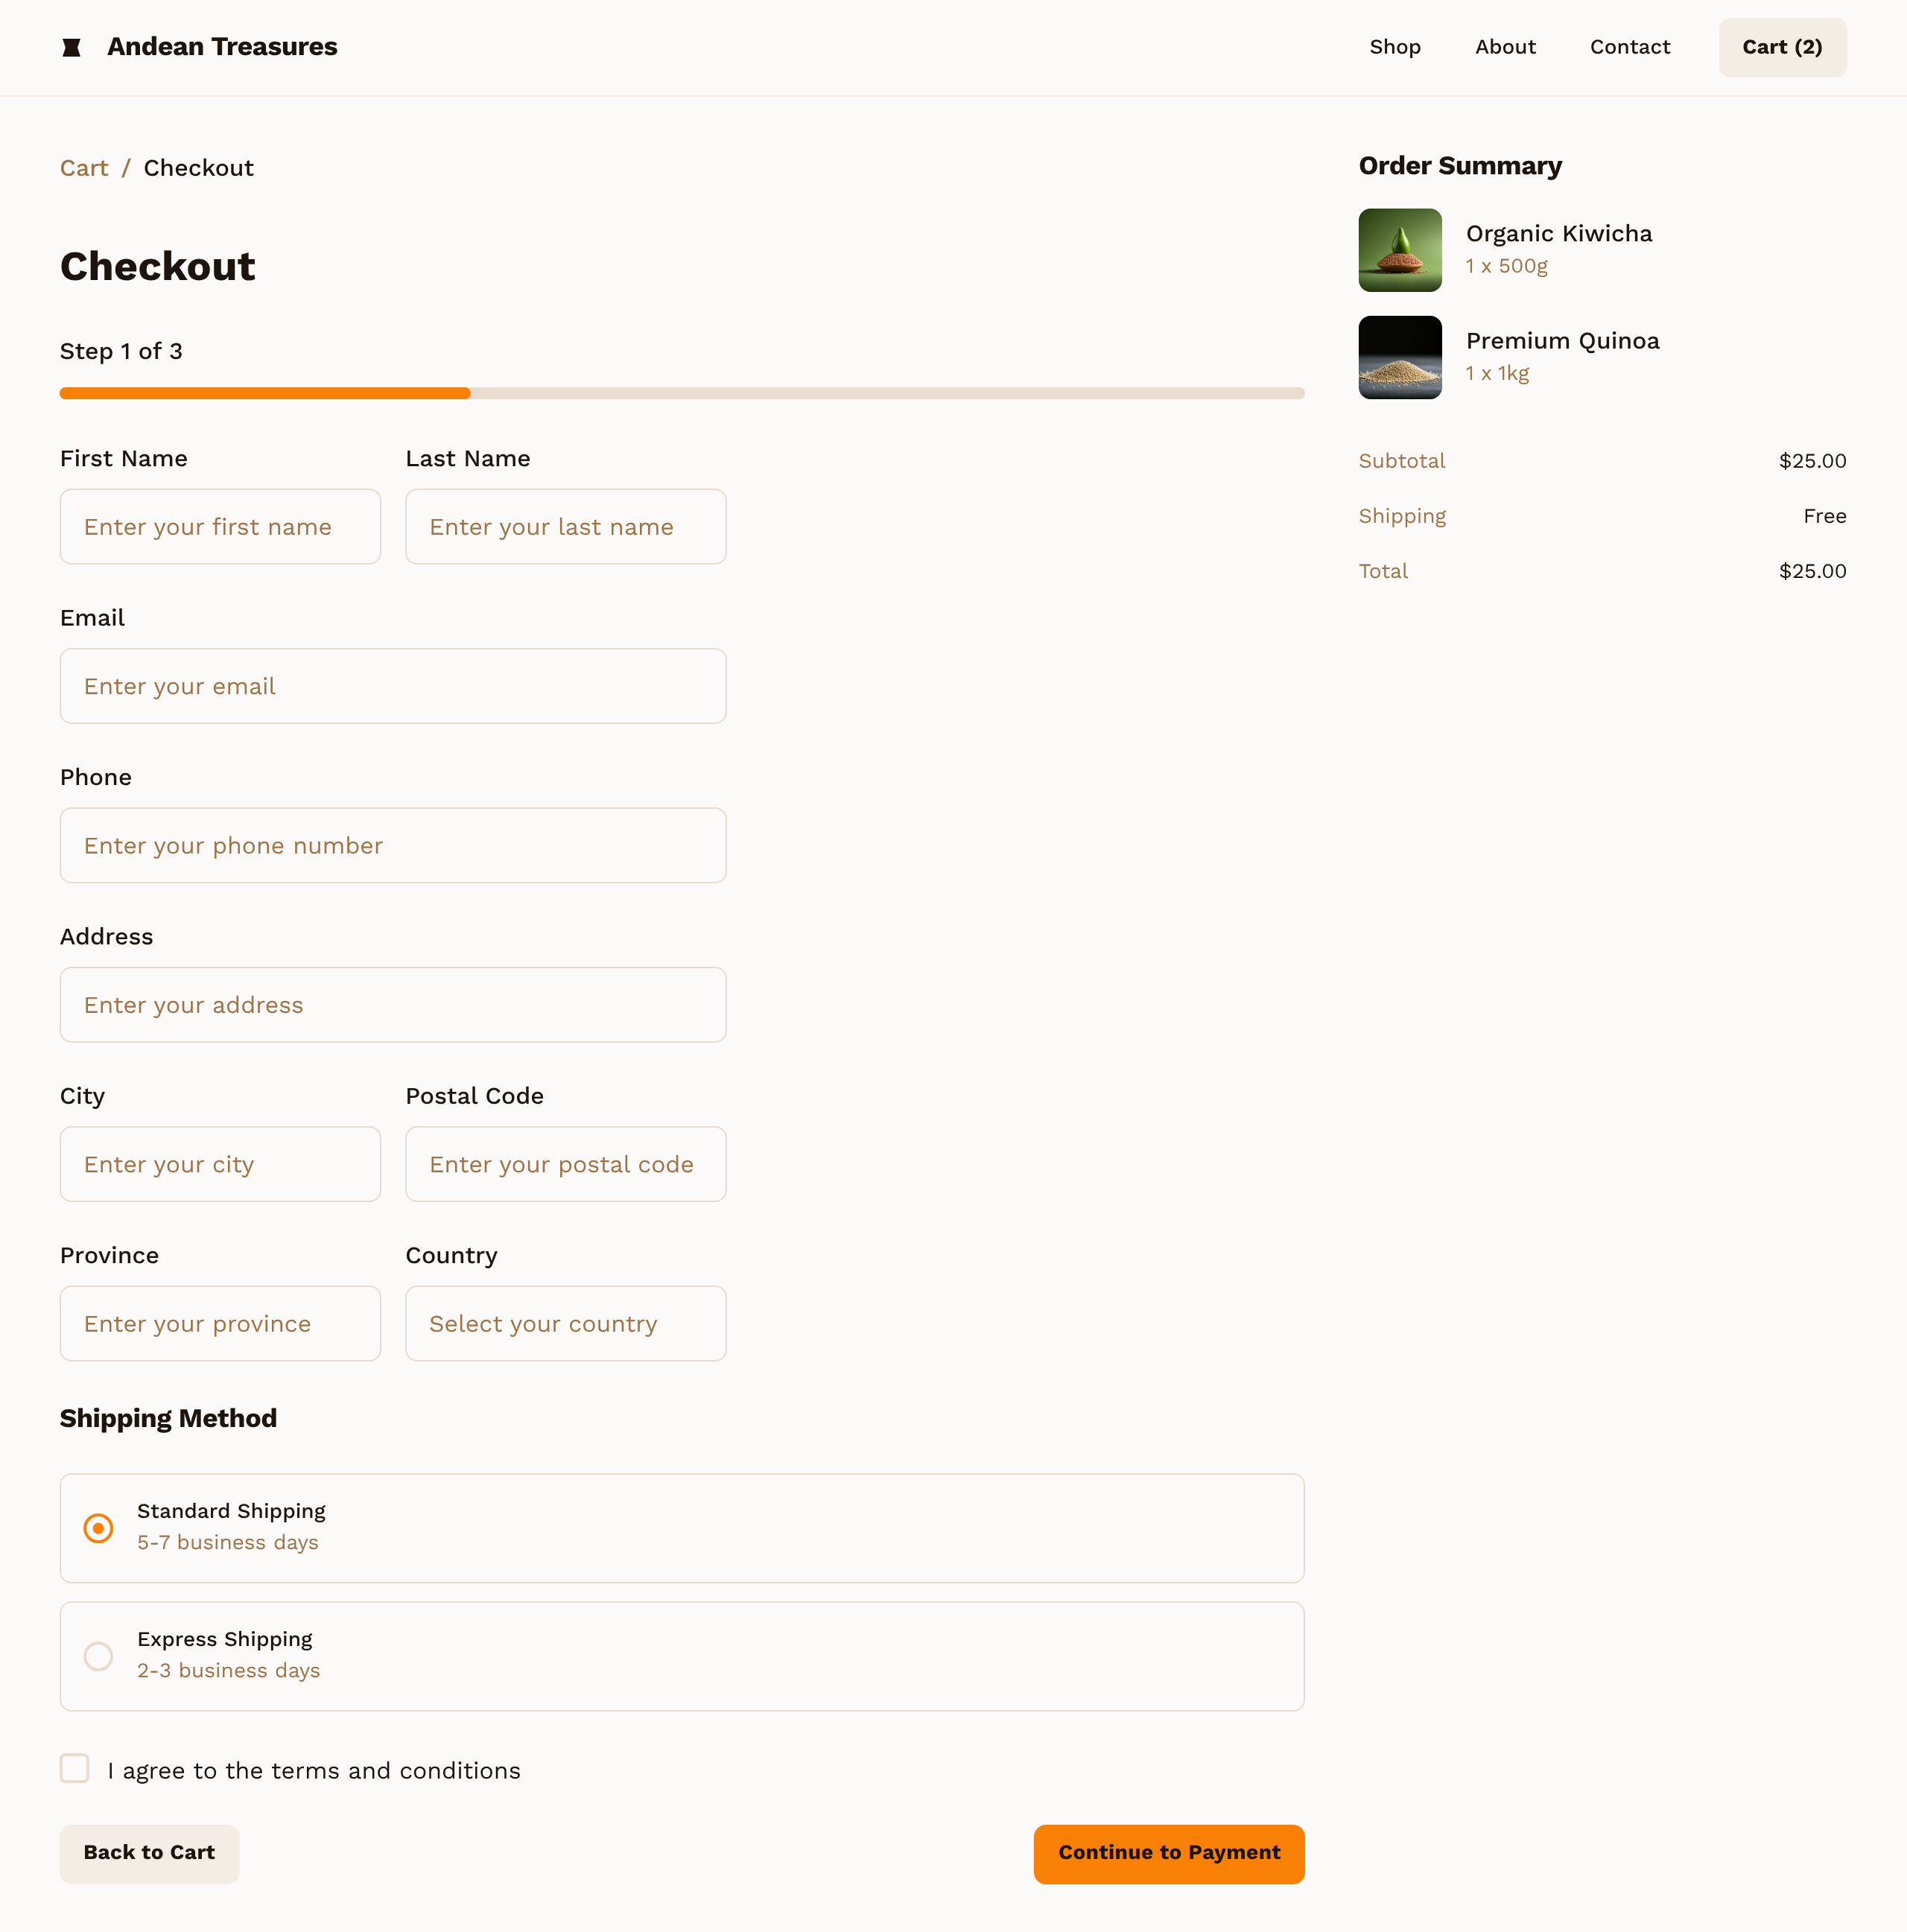 Andean Treasures
Shop
About
Contact
Cart (2)
Cart / Checkout
Checkout
Step 1 of 3
First Name
Last Name
Enter your first name
Enter your last name
Email
Enter your email
Phone
Enter your phone number
Address
Enter your address
City
Postal Code
Enter your city
Enter your postal code
Province
Country
Enter your province
Select your country
Shipping Method
Standard Shipping
5-7 business days
Express Shipping
2-3 business days
I agree to the terms and conditions
Back to Cart
Continue to Payment
Order Summary
Organic Kiwicha
1 x 500g
Premium Quinoa
1 x 1kg
Subtotal
$25.00
Shipping
Free
Total
$25.00